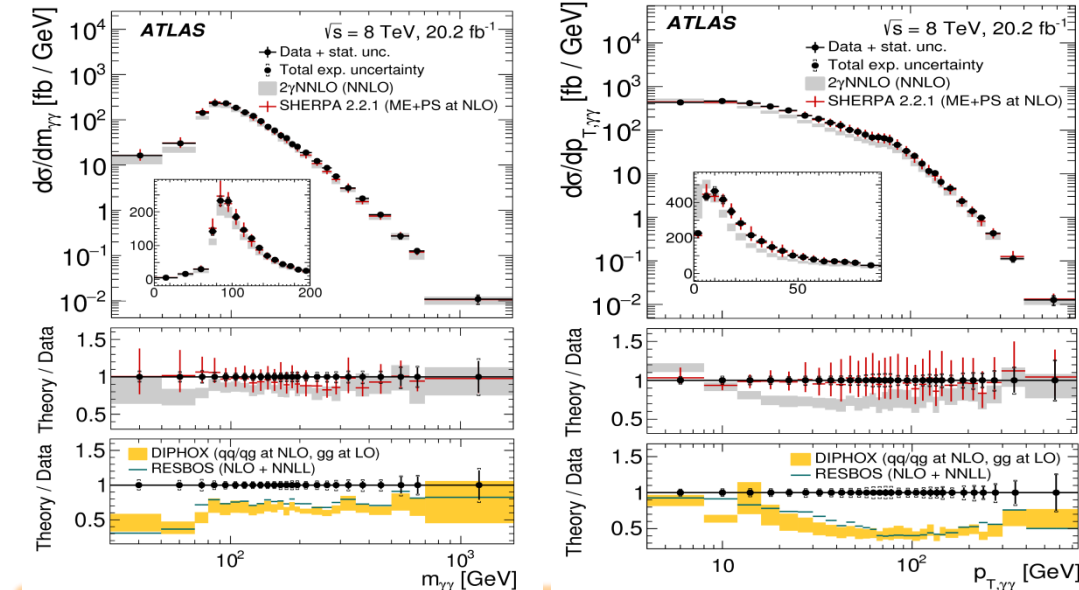 ATLAS
√s = 8 TeV, 20.2 fb⁻¹
Data + stat. unc.
Total exp. uncertainty
2γNNLO (NNLO)
SHERPA 2.2.1 (ME+PS at NLO)
dσ/dm_γγ [fb / GeV]
10⁴
10³
10²
10
1
10⁻¹
10⁻²
200
100
0
0 100 200
Theory / Data
1.5
1
0.5
Theory / Data
DIPHOX (qq/qg at NLO, gg at LO)
RESBOS (NLO + NNLL)
1
0.5
10² 10³
m_γγ [GeV]
ATLAS
√s = 8 TeV, 20.2 fb⁻¹
Data + stat. unc.
Total exp. uncertainty
2γNNLO (NNLO)
SHERPA 2.2.1 (ME+PS at NLO)
dσ/dp_T,γγ [fb / GeV]
10⁴
10³
10²
10
1
10⁻¹
10⁻²
400
200
0
0 50
Theory / Data
1.5
1
0.5
Theory / Data
DIPHOX (qq/qg at NLO, gg at LO)
RESBOS (NLO + NNLL)
1
0.5
10 10²
p_T,γγ [GeV]